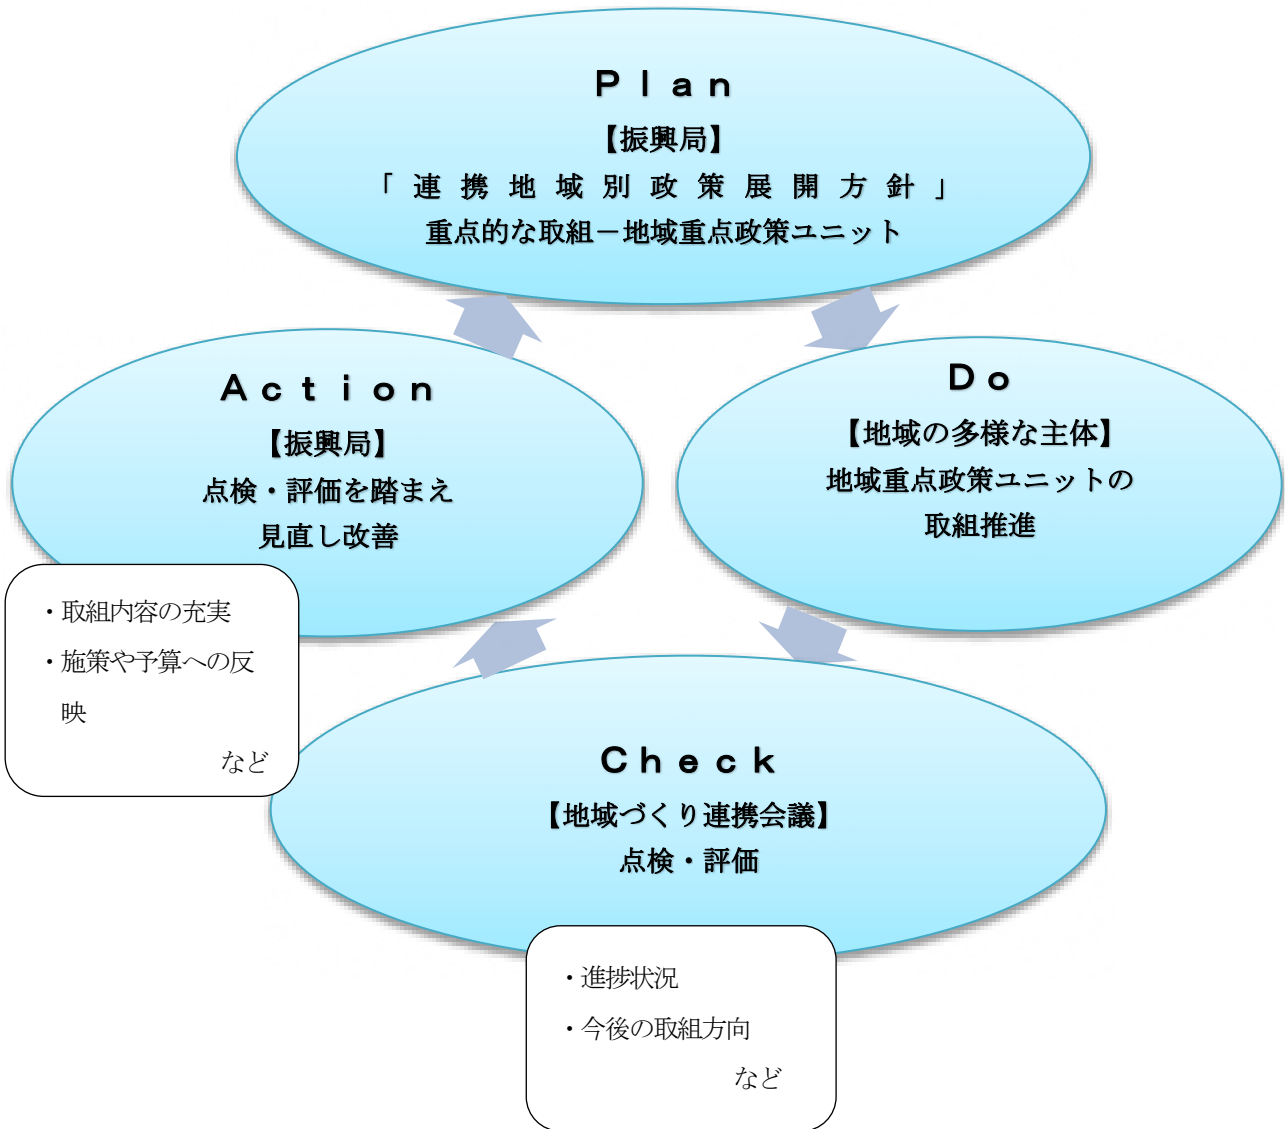 Ｐｌａｎ
【振興局】
「連携地域別政策展開方針」
重点的な取組－地域重点政策ユニット
Ａｃｔｉｏｎ
【振興局】
点検・評価を踏まえ
見直し改善
・取組内容の充実
・施策や予算への反
映
など
Ｄｏ
【地域の多様な主体】
地域重点政策ユニットの
取組推進
Ｃｈｅｃｋ
【地域づくり連携会議】
点検・評価
・進捗状況
・今後の取組方向
など